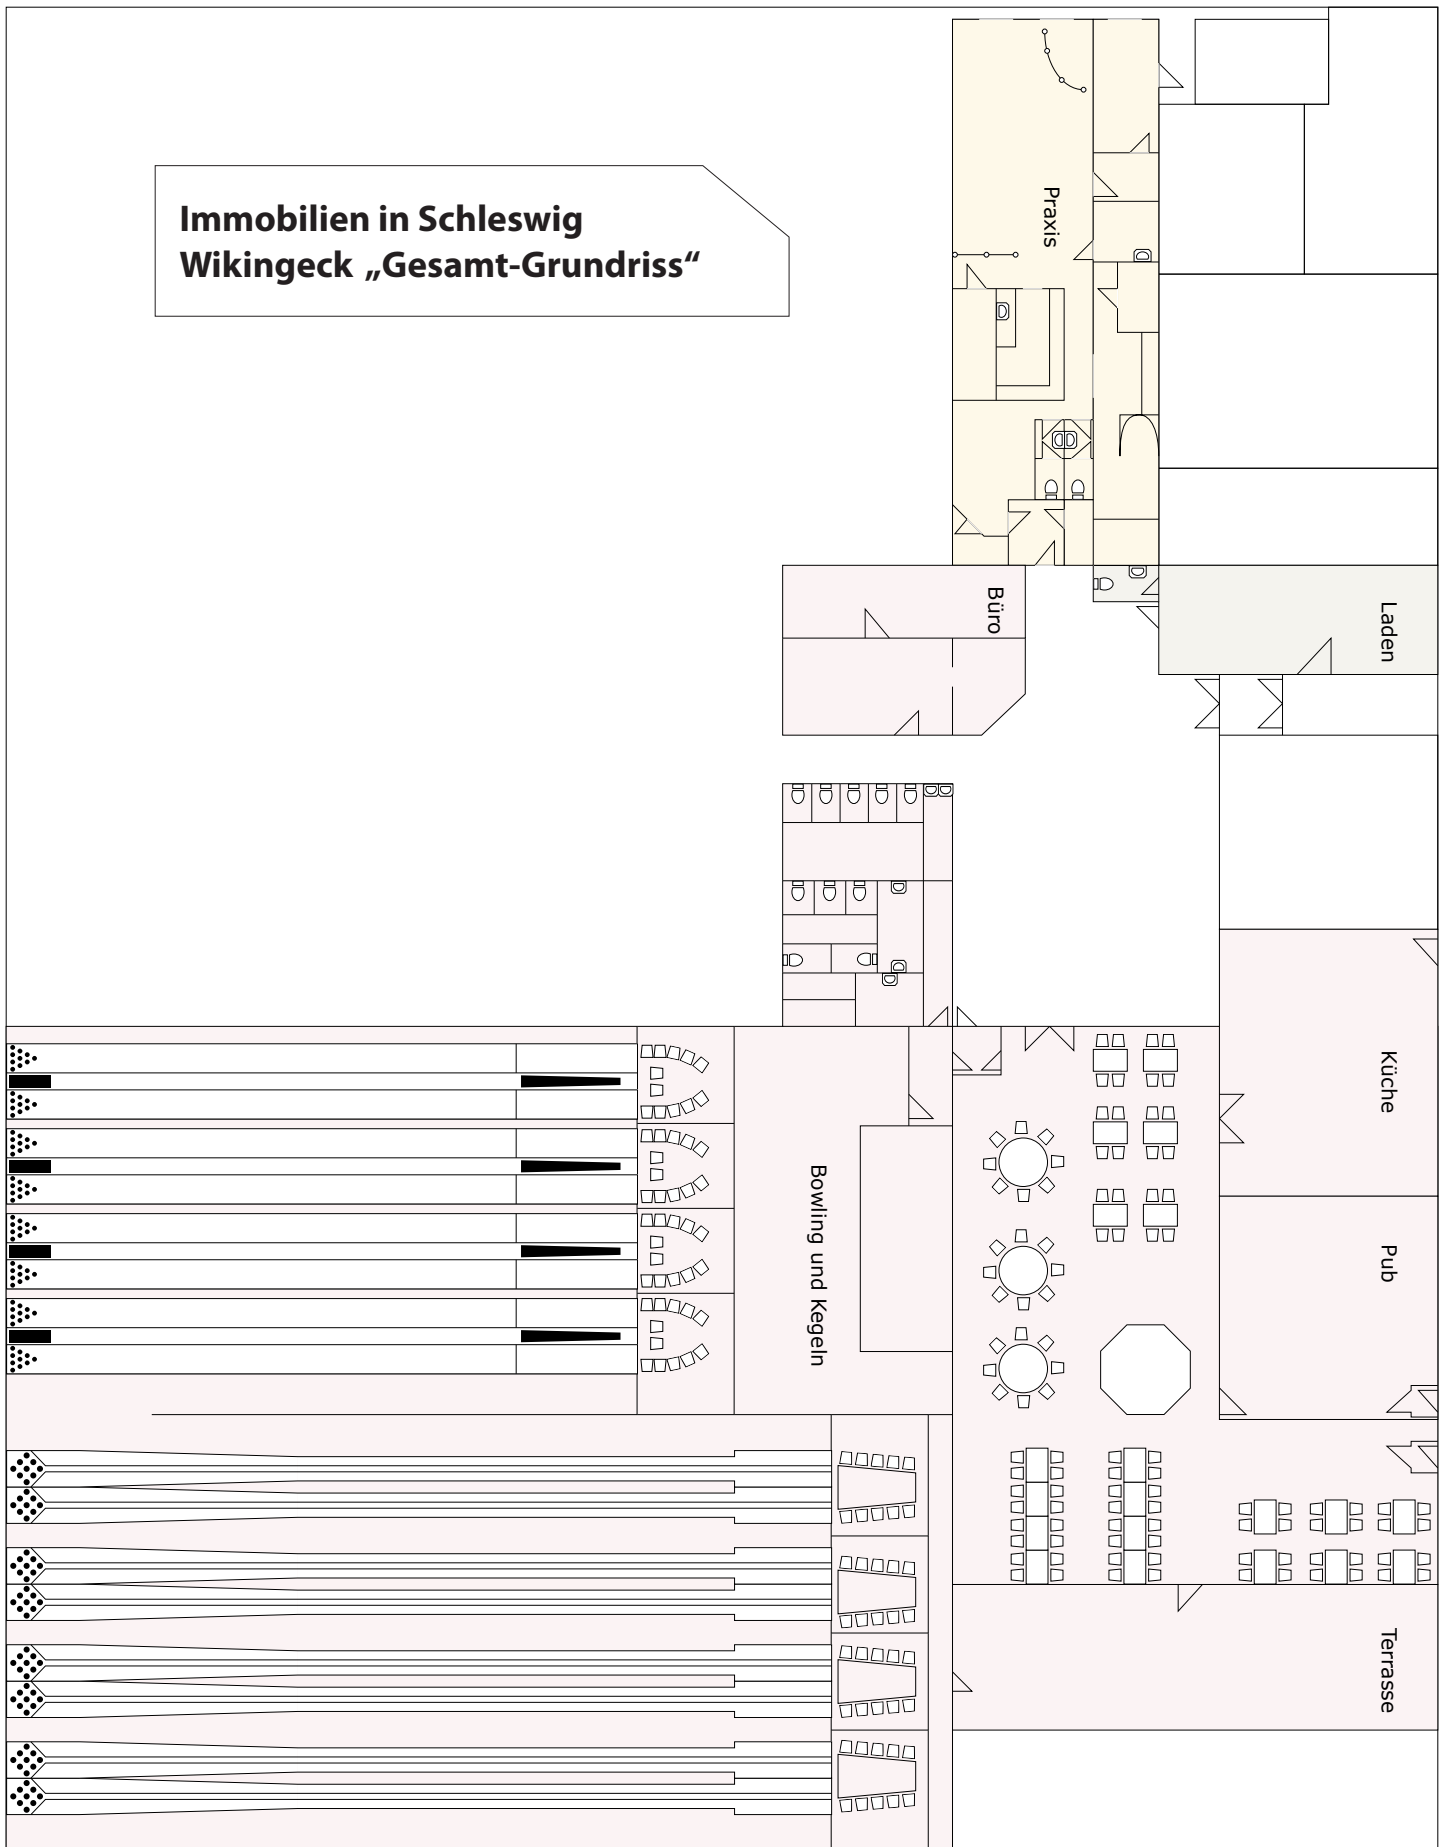 Immobilien in Schleswig
Wikingeck „Gesamt-Grundriss“
Praxis
Büro
Laden
Küche
Pub
Bowling und Kegeln
Terrasse